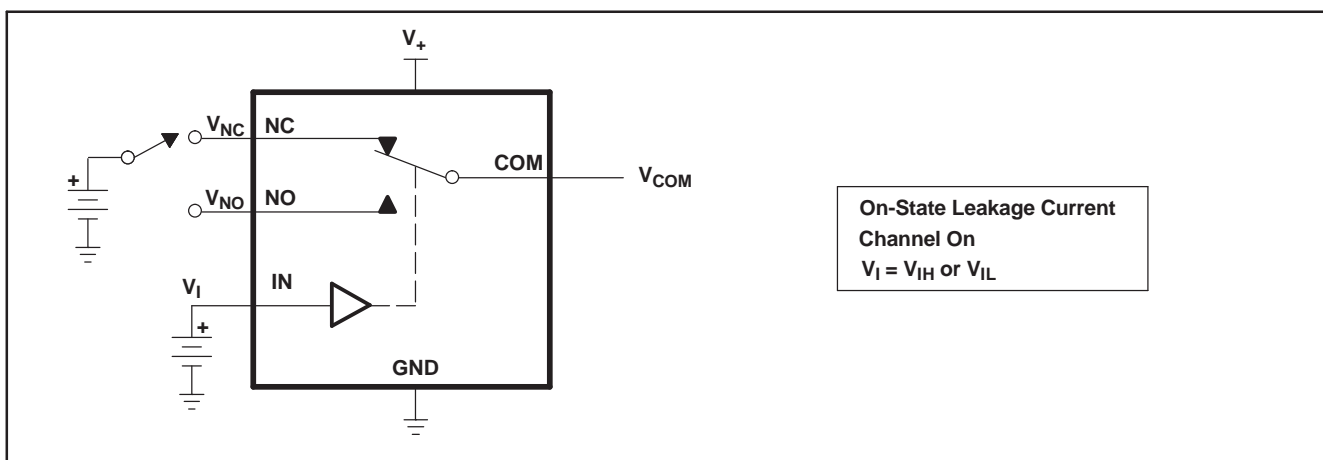 V+
VNC NC
COM
VCOM
+
VNO NO
VI
IN
+
GND
On-State Leakage Current
Channel On
VI = VIH or VIL